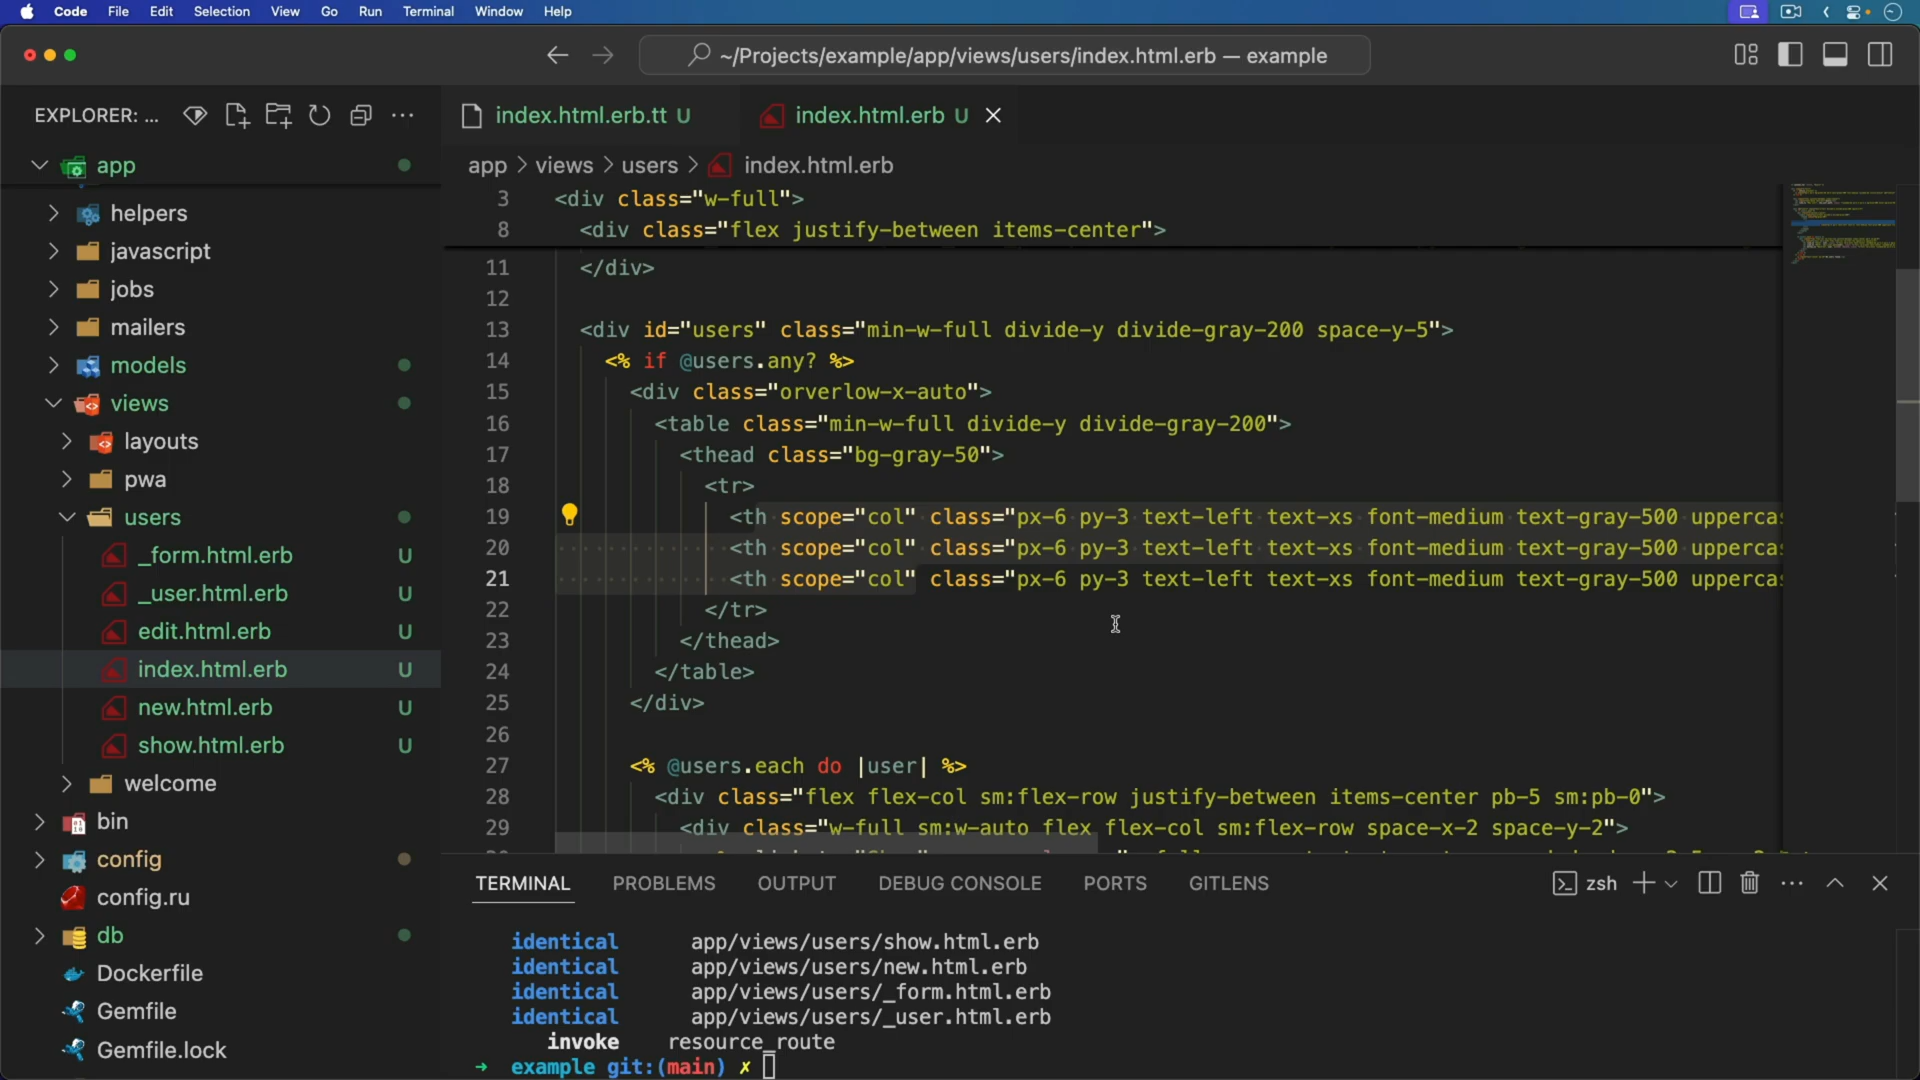 Code File Edit Selection View Go Run Terminal Window Help
~/Projects/example/app/views/users/index.html.erb — example
EXPLORER: ...
index.html.erb.tt U
index.html.erb U
app > views > users > index.html.erb
app
helpers
javascript
jobs
mailers
models
views
layouts
pwa
users
_form.html.erb U
_user.html.erb U
edit.html.erb U
index.html.erb U
new.html.erb U
show.html.erb U
welcome
bin
config
config.ru
db
Dockerfile
Gemfile
Gemfile.lock
3 <div class="w-full">
8 <div class="flex justify-between items-center">
11 </div>
12
13 <div id="users" class="min-w-full divide-y divide-gray-200 space-y-5">
14 <% if @users.any? %>
15 <div class="orverlow-x-auto">
16 <table class="min-w-full divide-y divide-gray-200">
17 <thead class="bg-gray-50">
18 <tr>
19 <th scope="col" class="px-6 py-3 text-left text-xs font-medium text-gray-500 uppercas
20 <th scope="col" class="px-6 py-3 text-left text-xs font-medium text-gray-500 uppercas
21 <th scope="col" class="px-6 py-3 text-left text-xs font-medium text-gray-500 uppercas
22 </tr>
23 </thead>
24 </table>
25 </div>
26
27 <% @users.each do |user| %>
28 <div class="flex flex-col sm:flex-row justify-between items-center pb-5 sm:pb-0">
29 <div class="w-full sm:w-auto flex flex-col sm:flex-row space-x-2 space-y-2">
TERMINAL PROBLEMS OUTPUT DEBUG CONSOLE PORTS GITLENS
zsh
identical app/views/users/show.html.erb
identical app/views/users/new.html.erb
identical app/views/users/_form.html.erb
identical app/views/users/_user.html.erb
invoke resource_route
➜ example git:(main) ✗